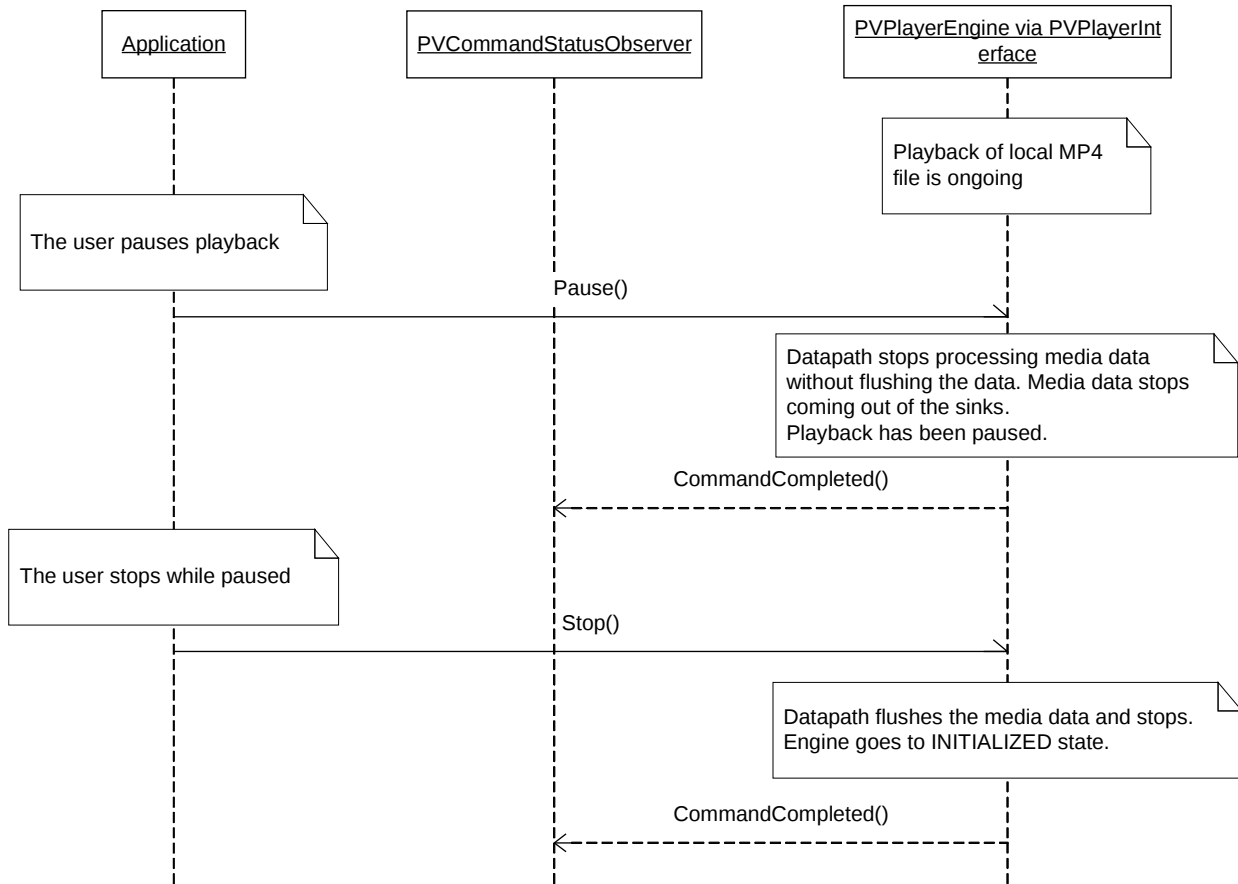 Application
PVCommandStatusObserver
PVPlayerEngine via PVPlayerInt
erface
Playback of local MP4
file is ongoing
The user pauses playback
Pause()
Datapath stops processing media data
without flushing the data. Media data stops
coming out of the sinks.
Playback has been paused.
CommandCompleted()
The user stops while paused
Stop()
Datapath flushes the media data and stops.
Engine goes to INITIALIZED state.
CommandCompleted()